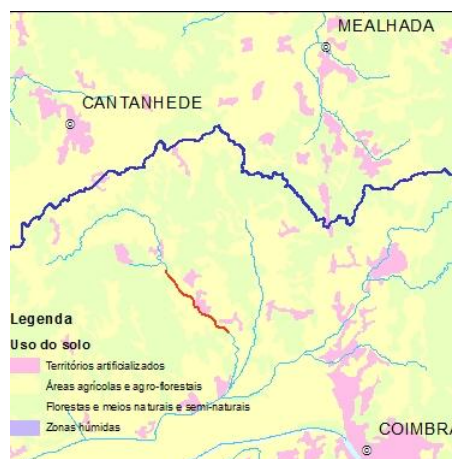 MEALHADA
CANTANHEDE
Legenda
Uso do solo
Territórios artificializados
Áreas agrícolas e agro-florestais
Florestas e meios naturais e semi-naturais
Zonas húmidas
COIMBRA